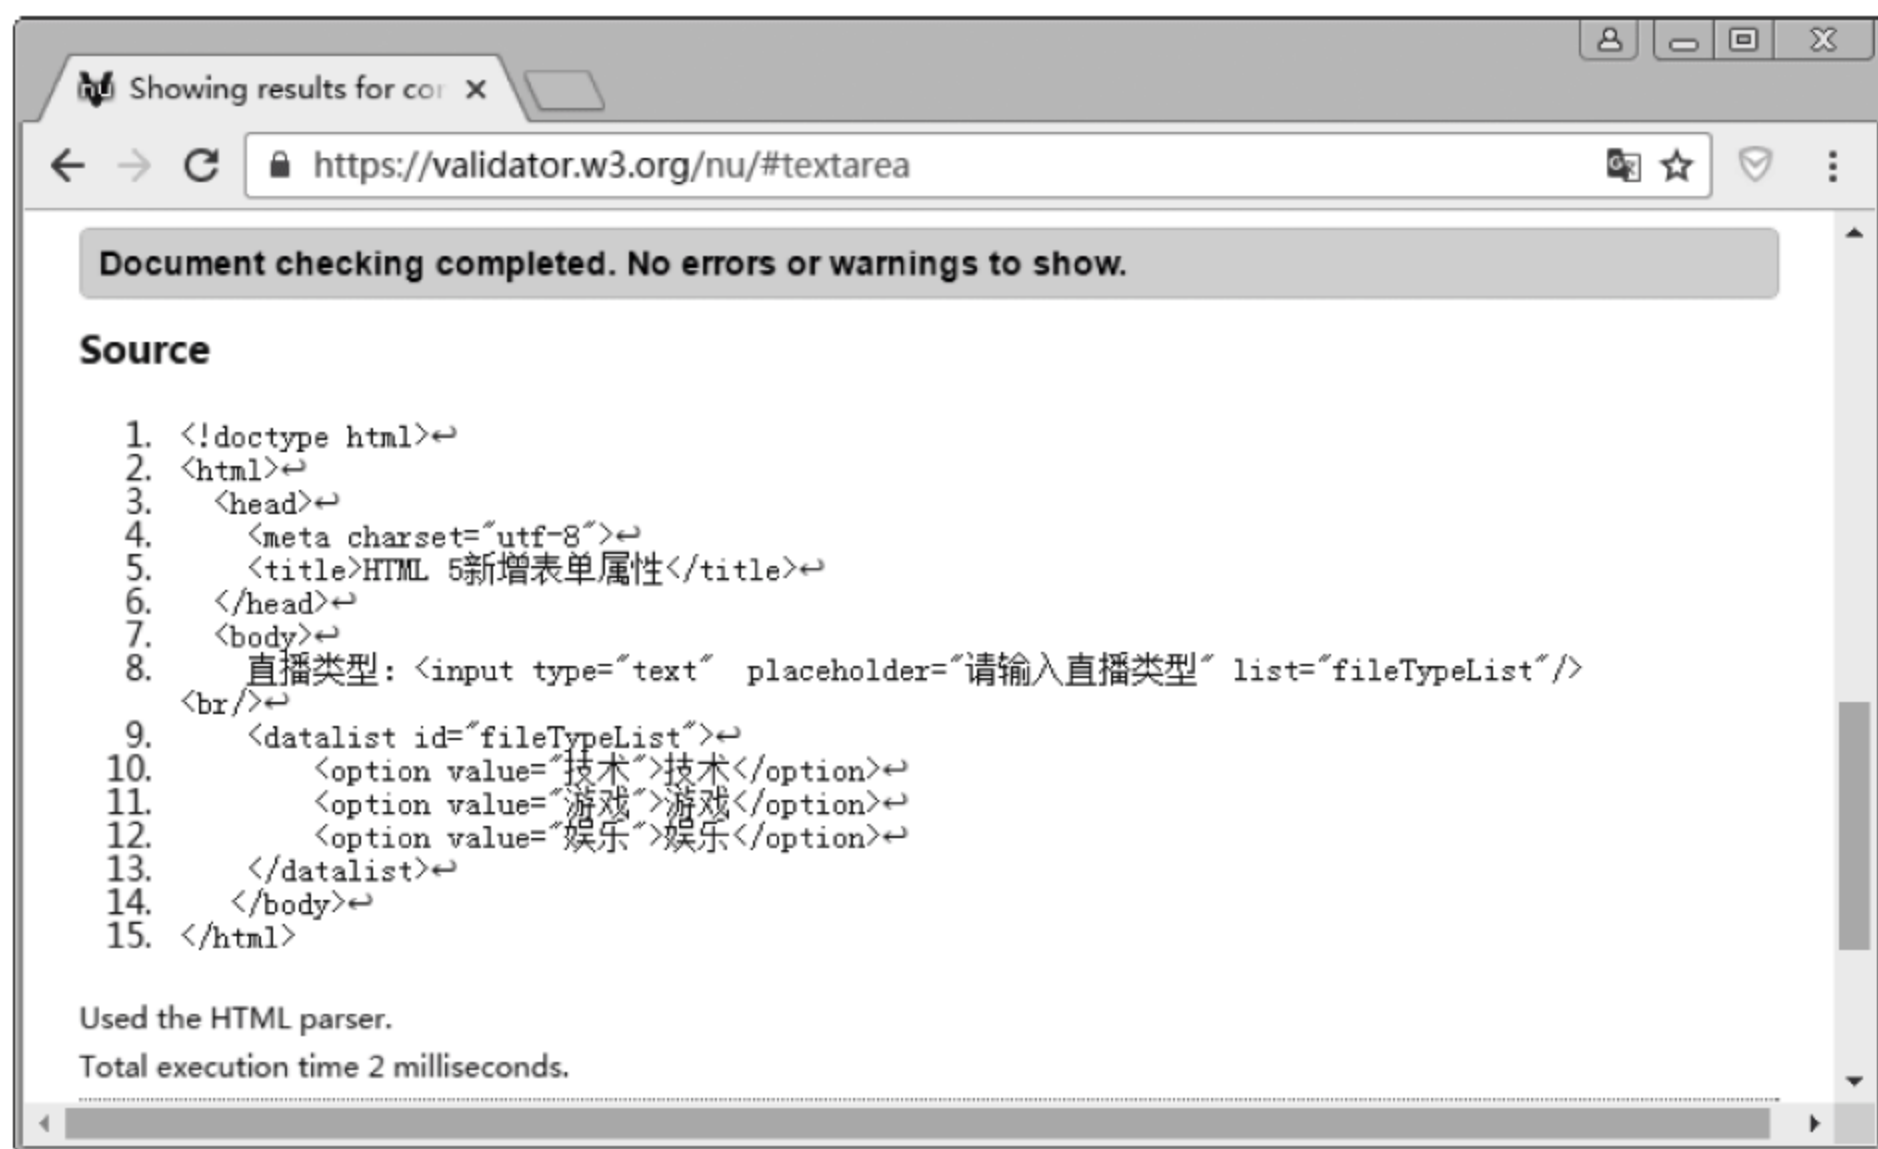 Showing results for cor
https://validator.w3.org/nu/#textarea
Document checking completed. No errors or warnings to show.
Source
1. <!doctype html>↩
2. <html>↩
3.   <head>↩
4.     <meta charset="utf-8">↩
5.     <title>HTML 5新增表单属性</title>↩
6.   </head>↩
7.   <body>↩
8.     直播类型: <input type="text"  placeholder="请输入直播类型" list="fileTypeList"/>
<br/>↩
9.     <datalist id="fileTypeList">↩
10.         <option value="技术">技术</option>↩
11.         <option value="游戏">游戏</option>↩
12.         <option value="娱乐">娱乐</option>↩
13.     </datalist>↩
14.    </body>↩
15. </html>
Used the HTML parser.
Total execution time 2 milliseconds.